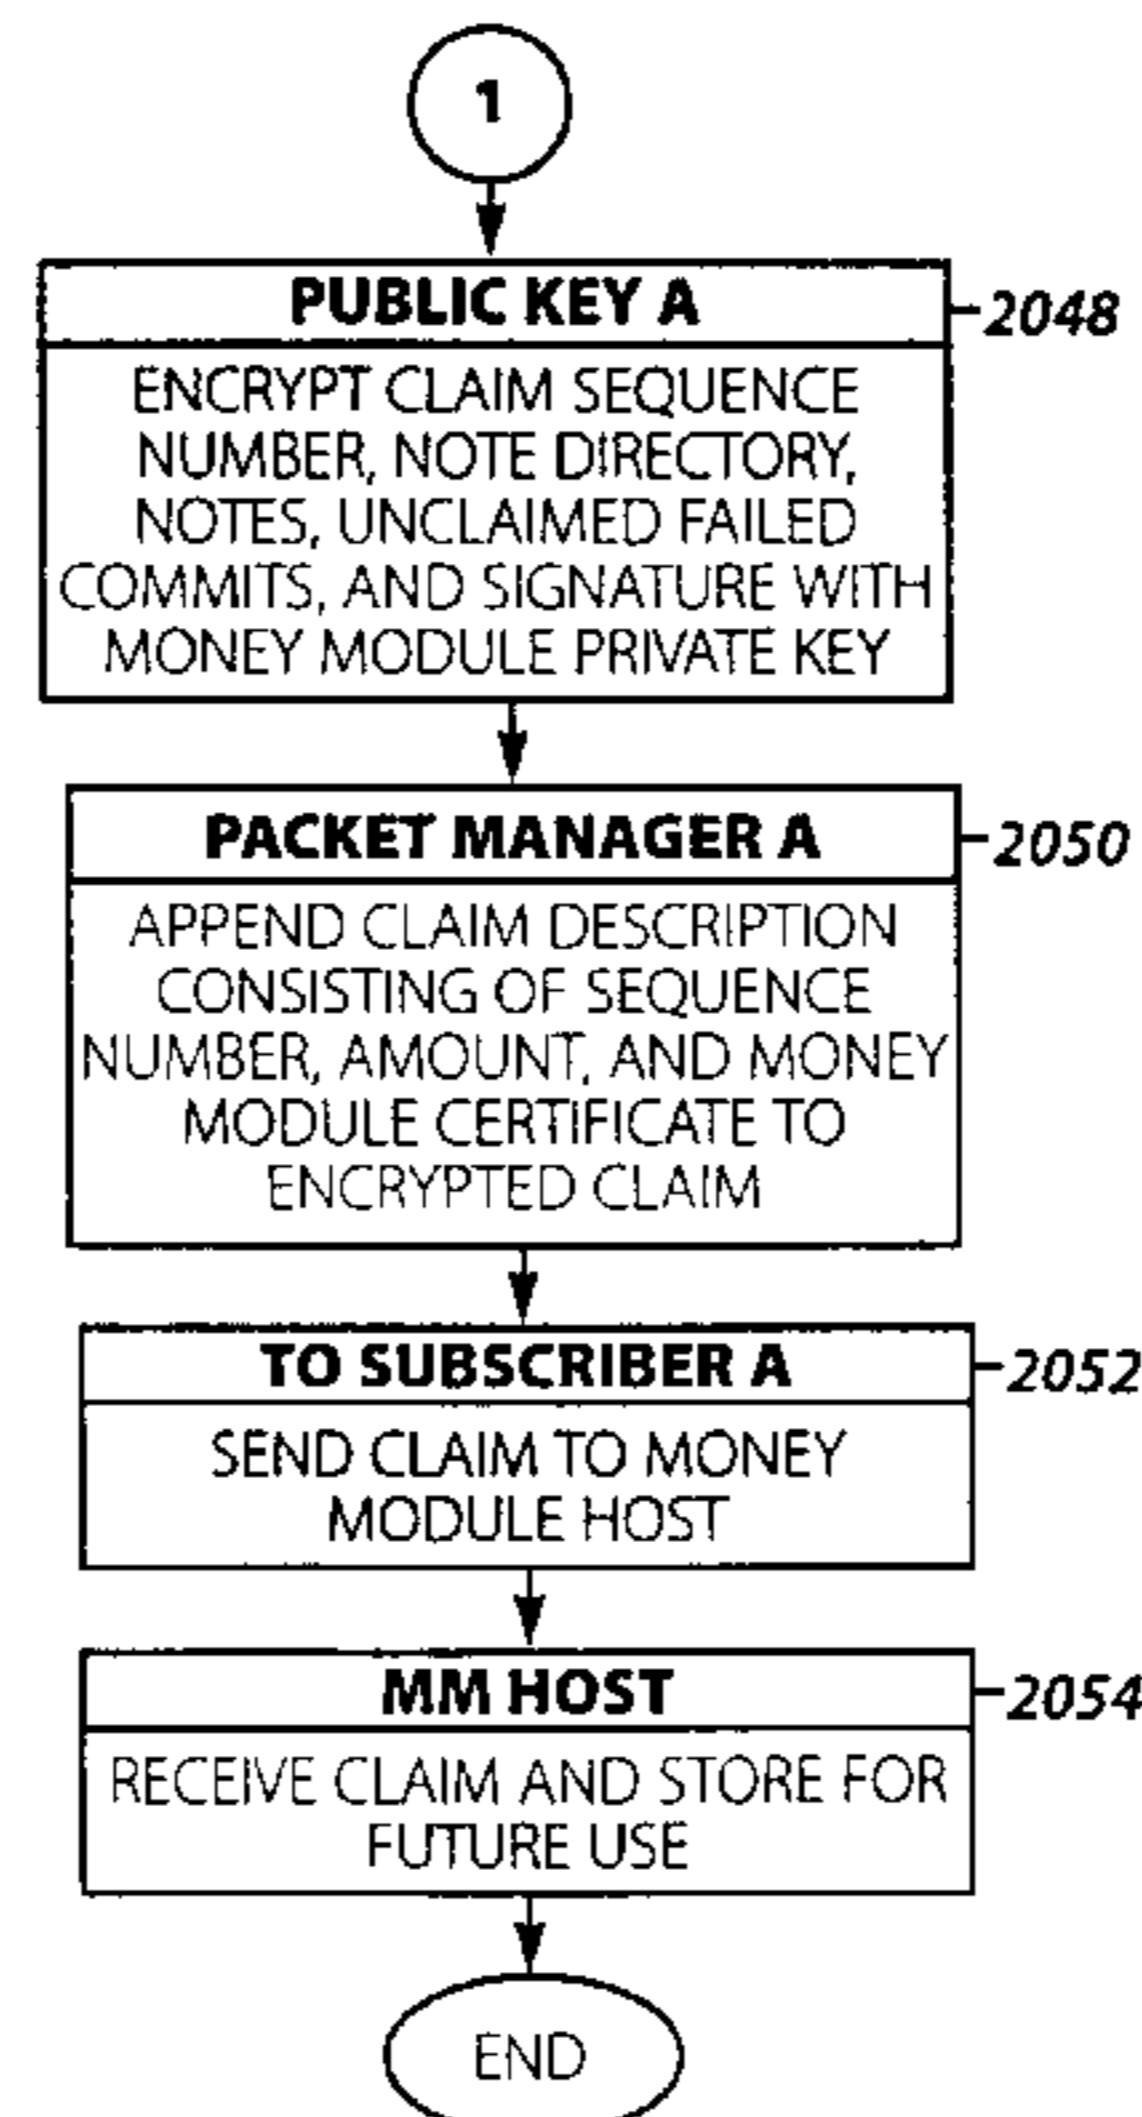 1
PUBLIC KEY A
2048
ENCRYPT CLAIM SEQUENCE
NUMBER, NOTE DIRECTORY,
NOTES, UNCLAIMED FAILED
COMMITS, AND SIGNATURE WITH
MONEY MODULE PRIVATE KEY
PACKET MANAGER A
2050
APPEND CLAIM DESCRIPTION
CONSISTING OF SEQUENCE
NUMBER, AMOUNT, AND MONEY
MODULE CERTIFICATE TO
ENCRYPTED CLAIM
TO SUBSCRIBER A
2052
SEND CLAIM TO MONEY
MODULE HOST
MM HOST
2054
RECEIVE CLAIM AND STORE FOR
FUTURE USE
END